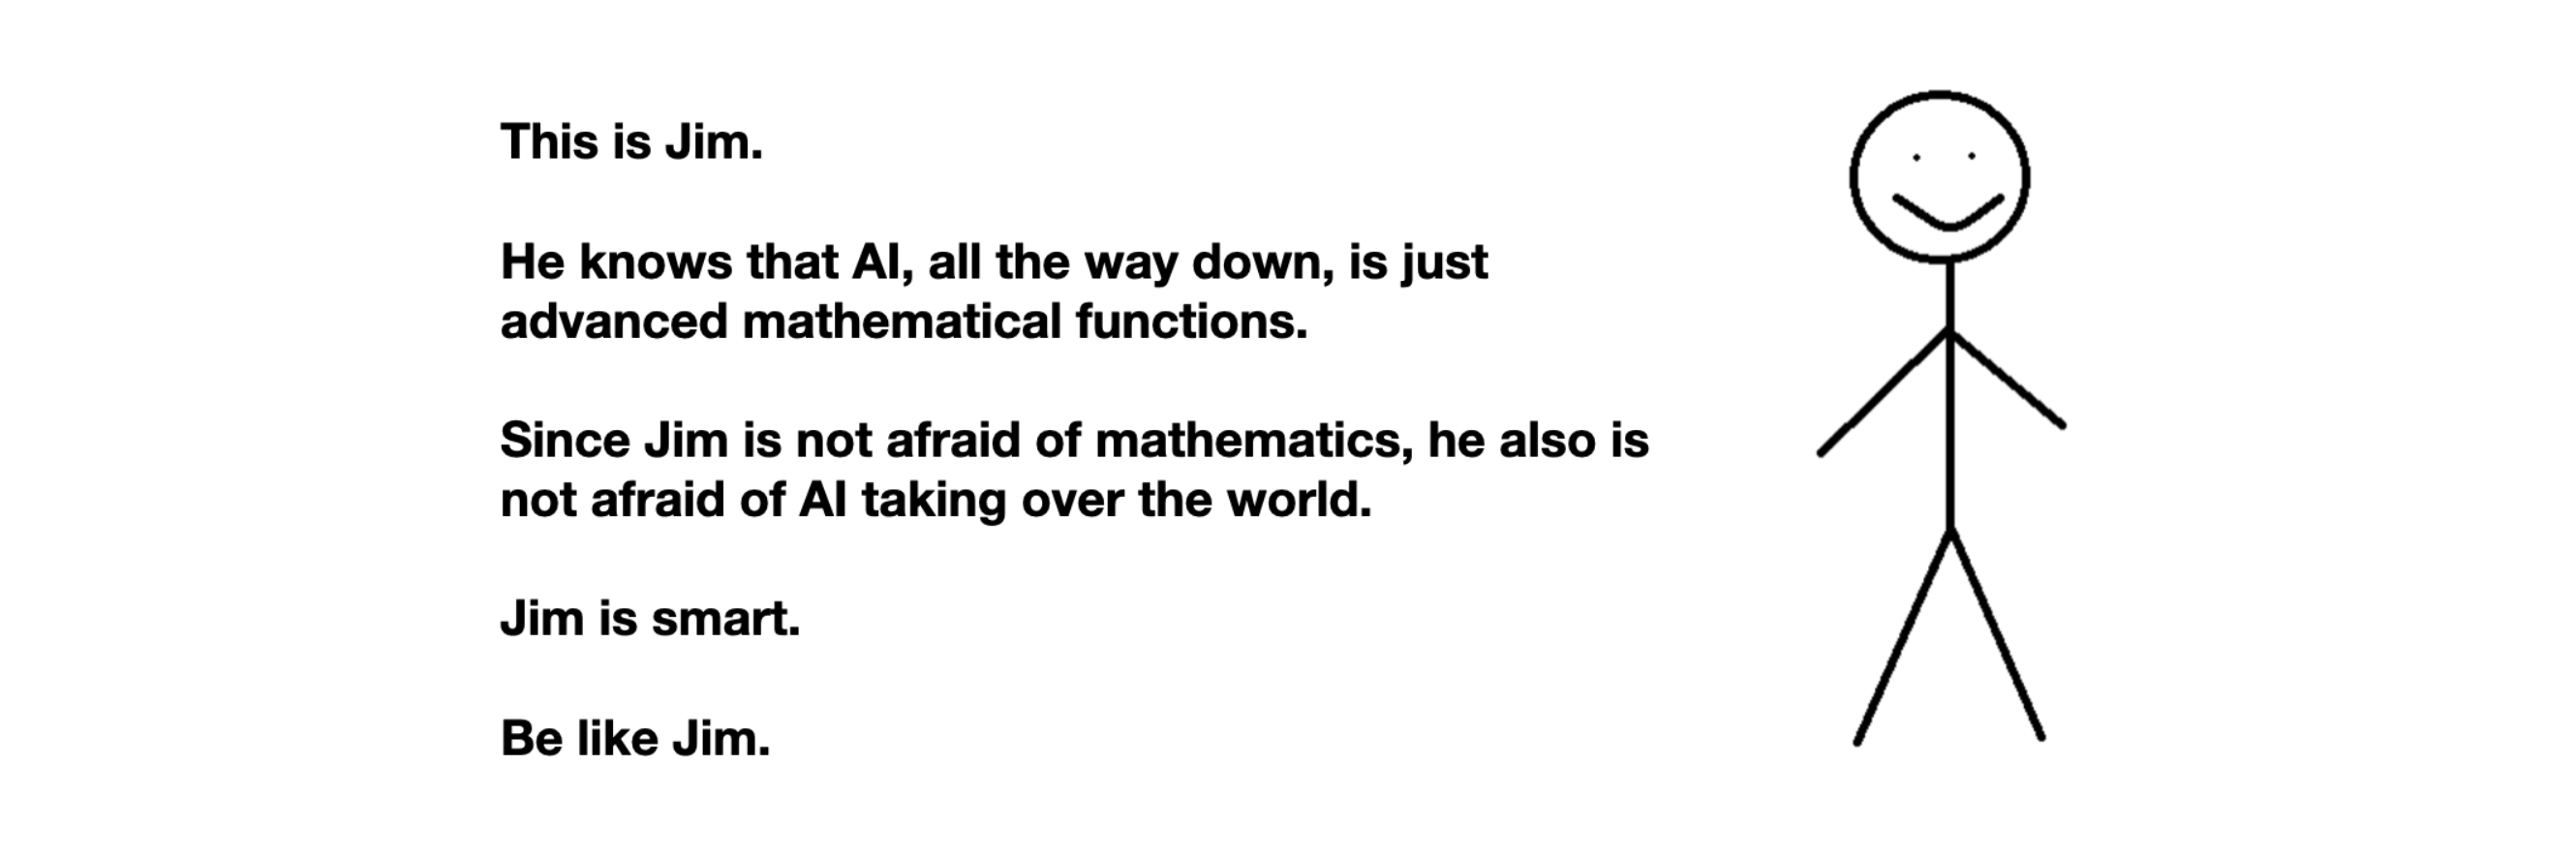 This is Jim.
He knows that AI, all the way down, is just
advanced mathematical functions.
Since Jim is not afraid of mathematics, he also is
not afraid of AI taking over the world.
Jim is smart.
Be like Jim.